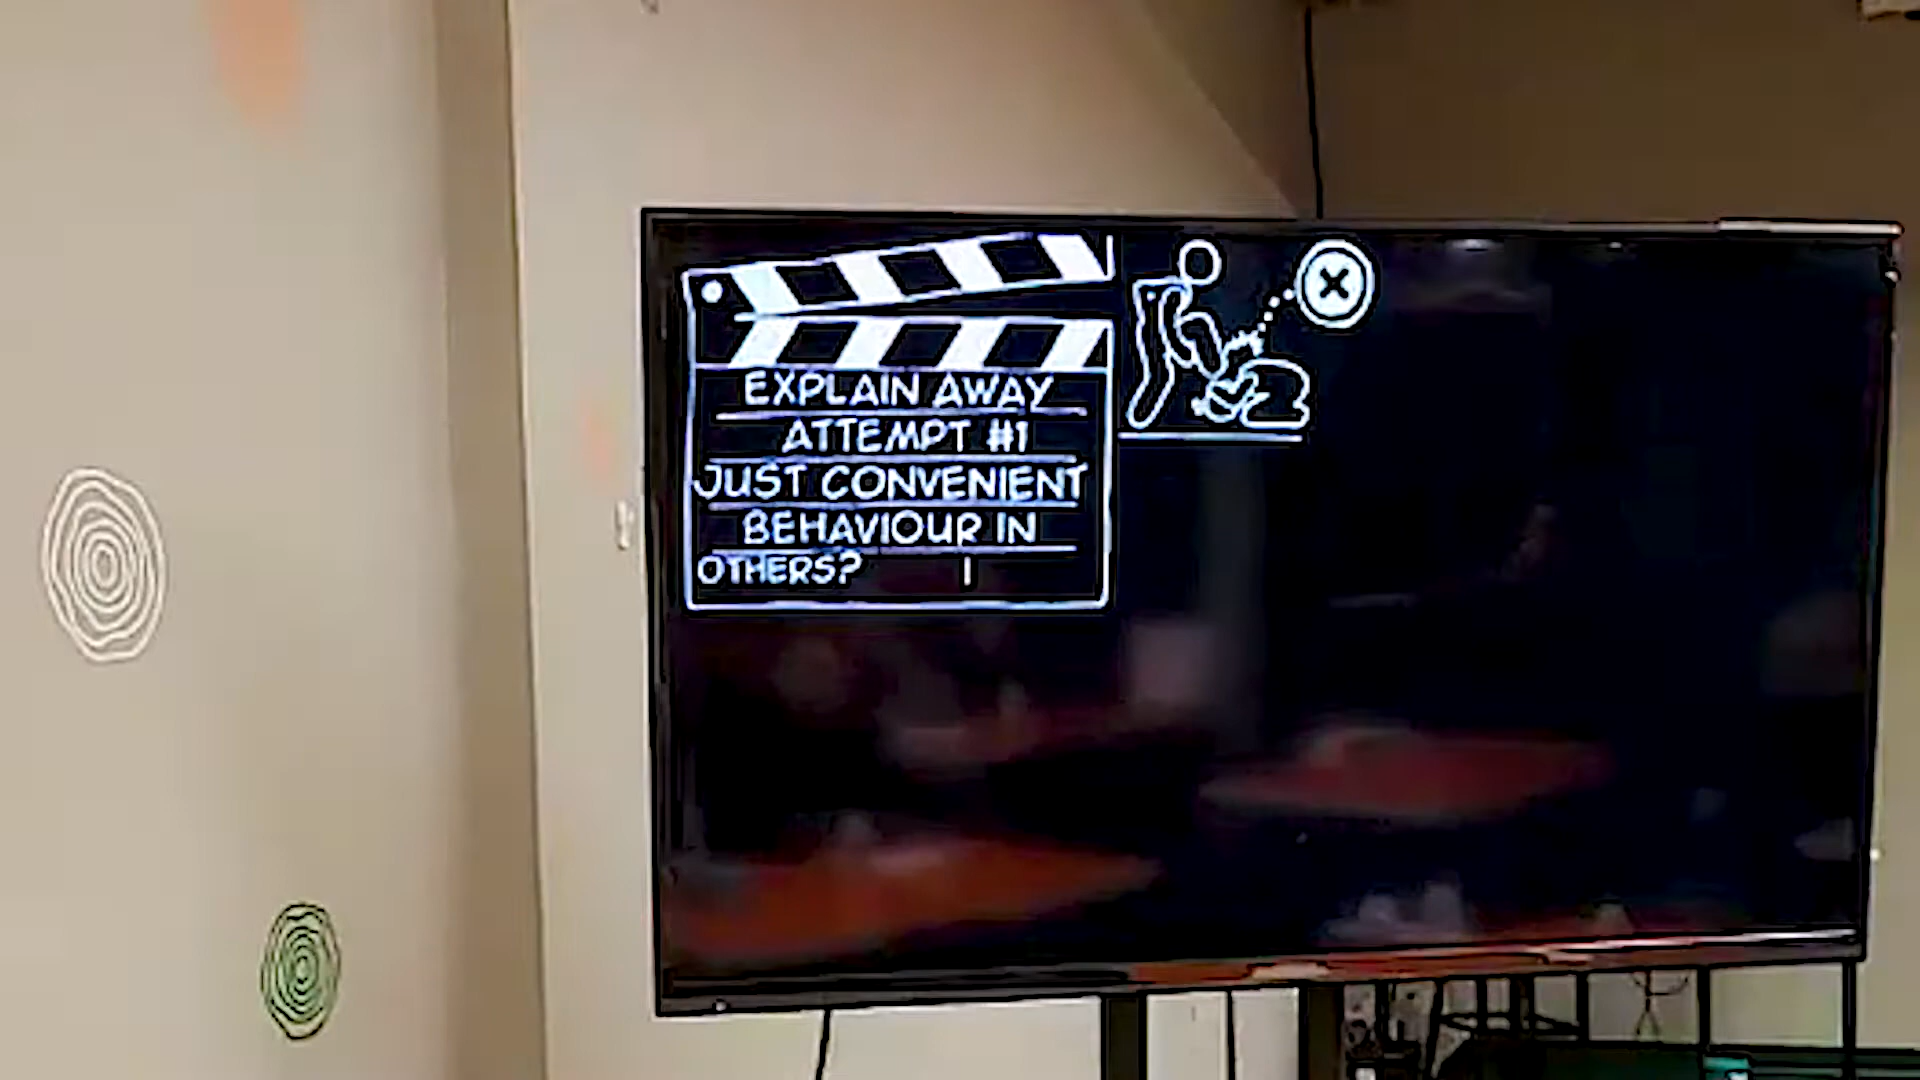 EXPLAIN AWAY
ATTEMPT #1
JUST CONVENIENT
BEHAVIOUR IN
OTHERS?